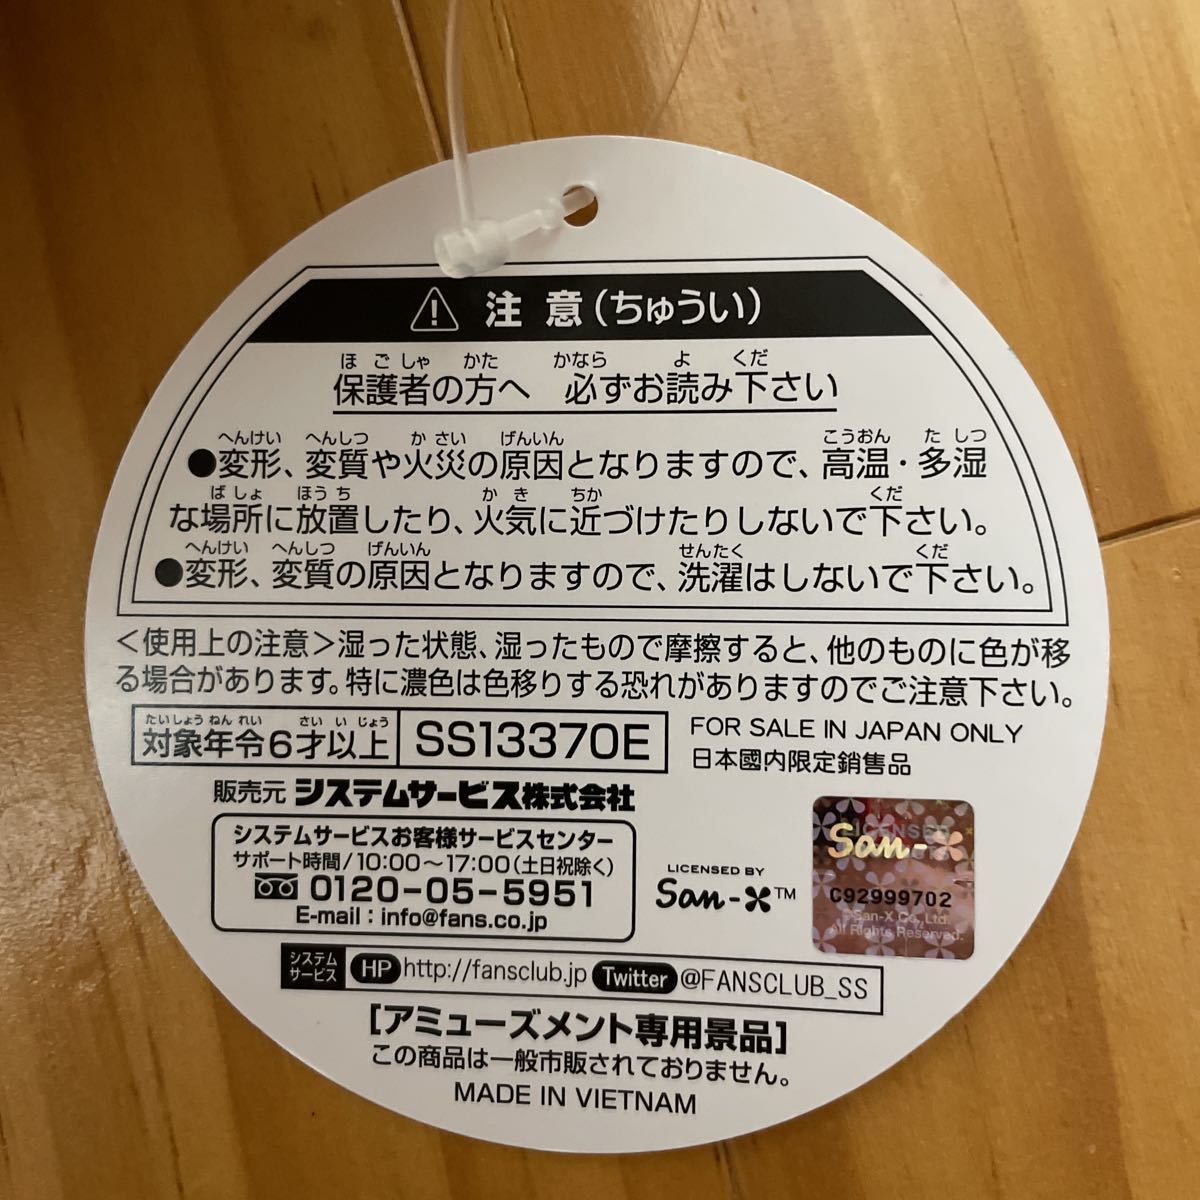 注 意(ちゅうい)
ほごしゃ かた かなら よ くだ
保護者の方へ 必ずお読み下さい
へんけい へんしつ かさい げんいん こうおん たしつ
●変形、変質や火災の原因となりますので、高温・多湿
ばしょ ほうち かき ちか くだ
な場所に放置したり、火気に近づけたりしないで下さい。
へんけい へんしつ げんいん せんたく くだ
●変形、変質の原因となりますので、洗濯はしないで下さい。
<使用上の注意>湿った状態、湿ったもので摩擦すると、他のものに色が移
る場合があります。特に濃色は色移りする恐れがありますのでご注意下さい。
たいしょうねんれい さいいじょう
対象年令6才以上 SS13370E
FOR SALE IN JAPAN ONLY
日本國内限定銷售品
販売元 システムサービス株式会社
システムサービスお客様サービスセンター
サポート時間/10:00〜17:00(土日祝除く)
0120-05-5951
E-mail:info@fans.co.jp
LICENSED BY
San-X™
LICENSED
San-X
C92999702
©San-X Co., Ltd.
All Rights Reserved.
システム
サービス
HP http://fansclub.jp Twitter @FANSCLUB_SS
[アミューズメント専用景品]
この商品は一般市販されておりません。
MADE IN VIETNAM